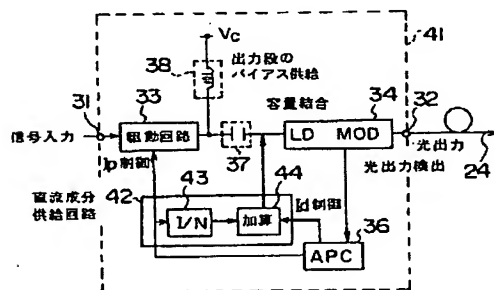 Vc
41
38
出力段の
バイアス供給
31
33
容量結合
34
32
信号入力
駆動回路
LD MOD
光出力
37
24
Ip制御
光出力検出
直流成分
供給回路
42
43
44
Id制御
1/N
加算
36
APC